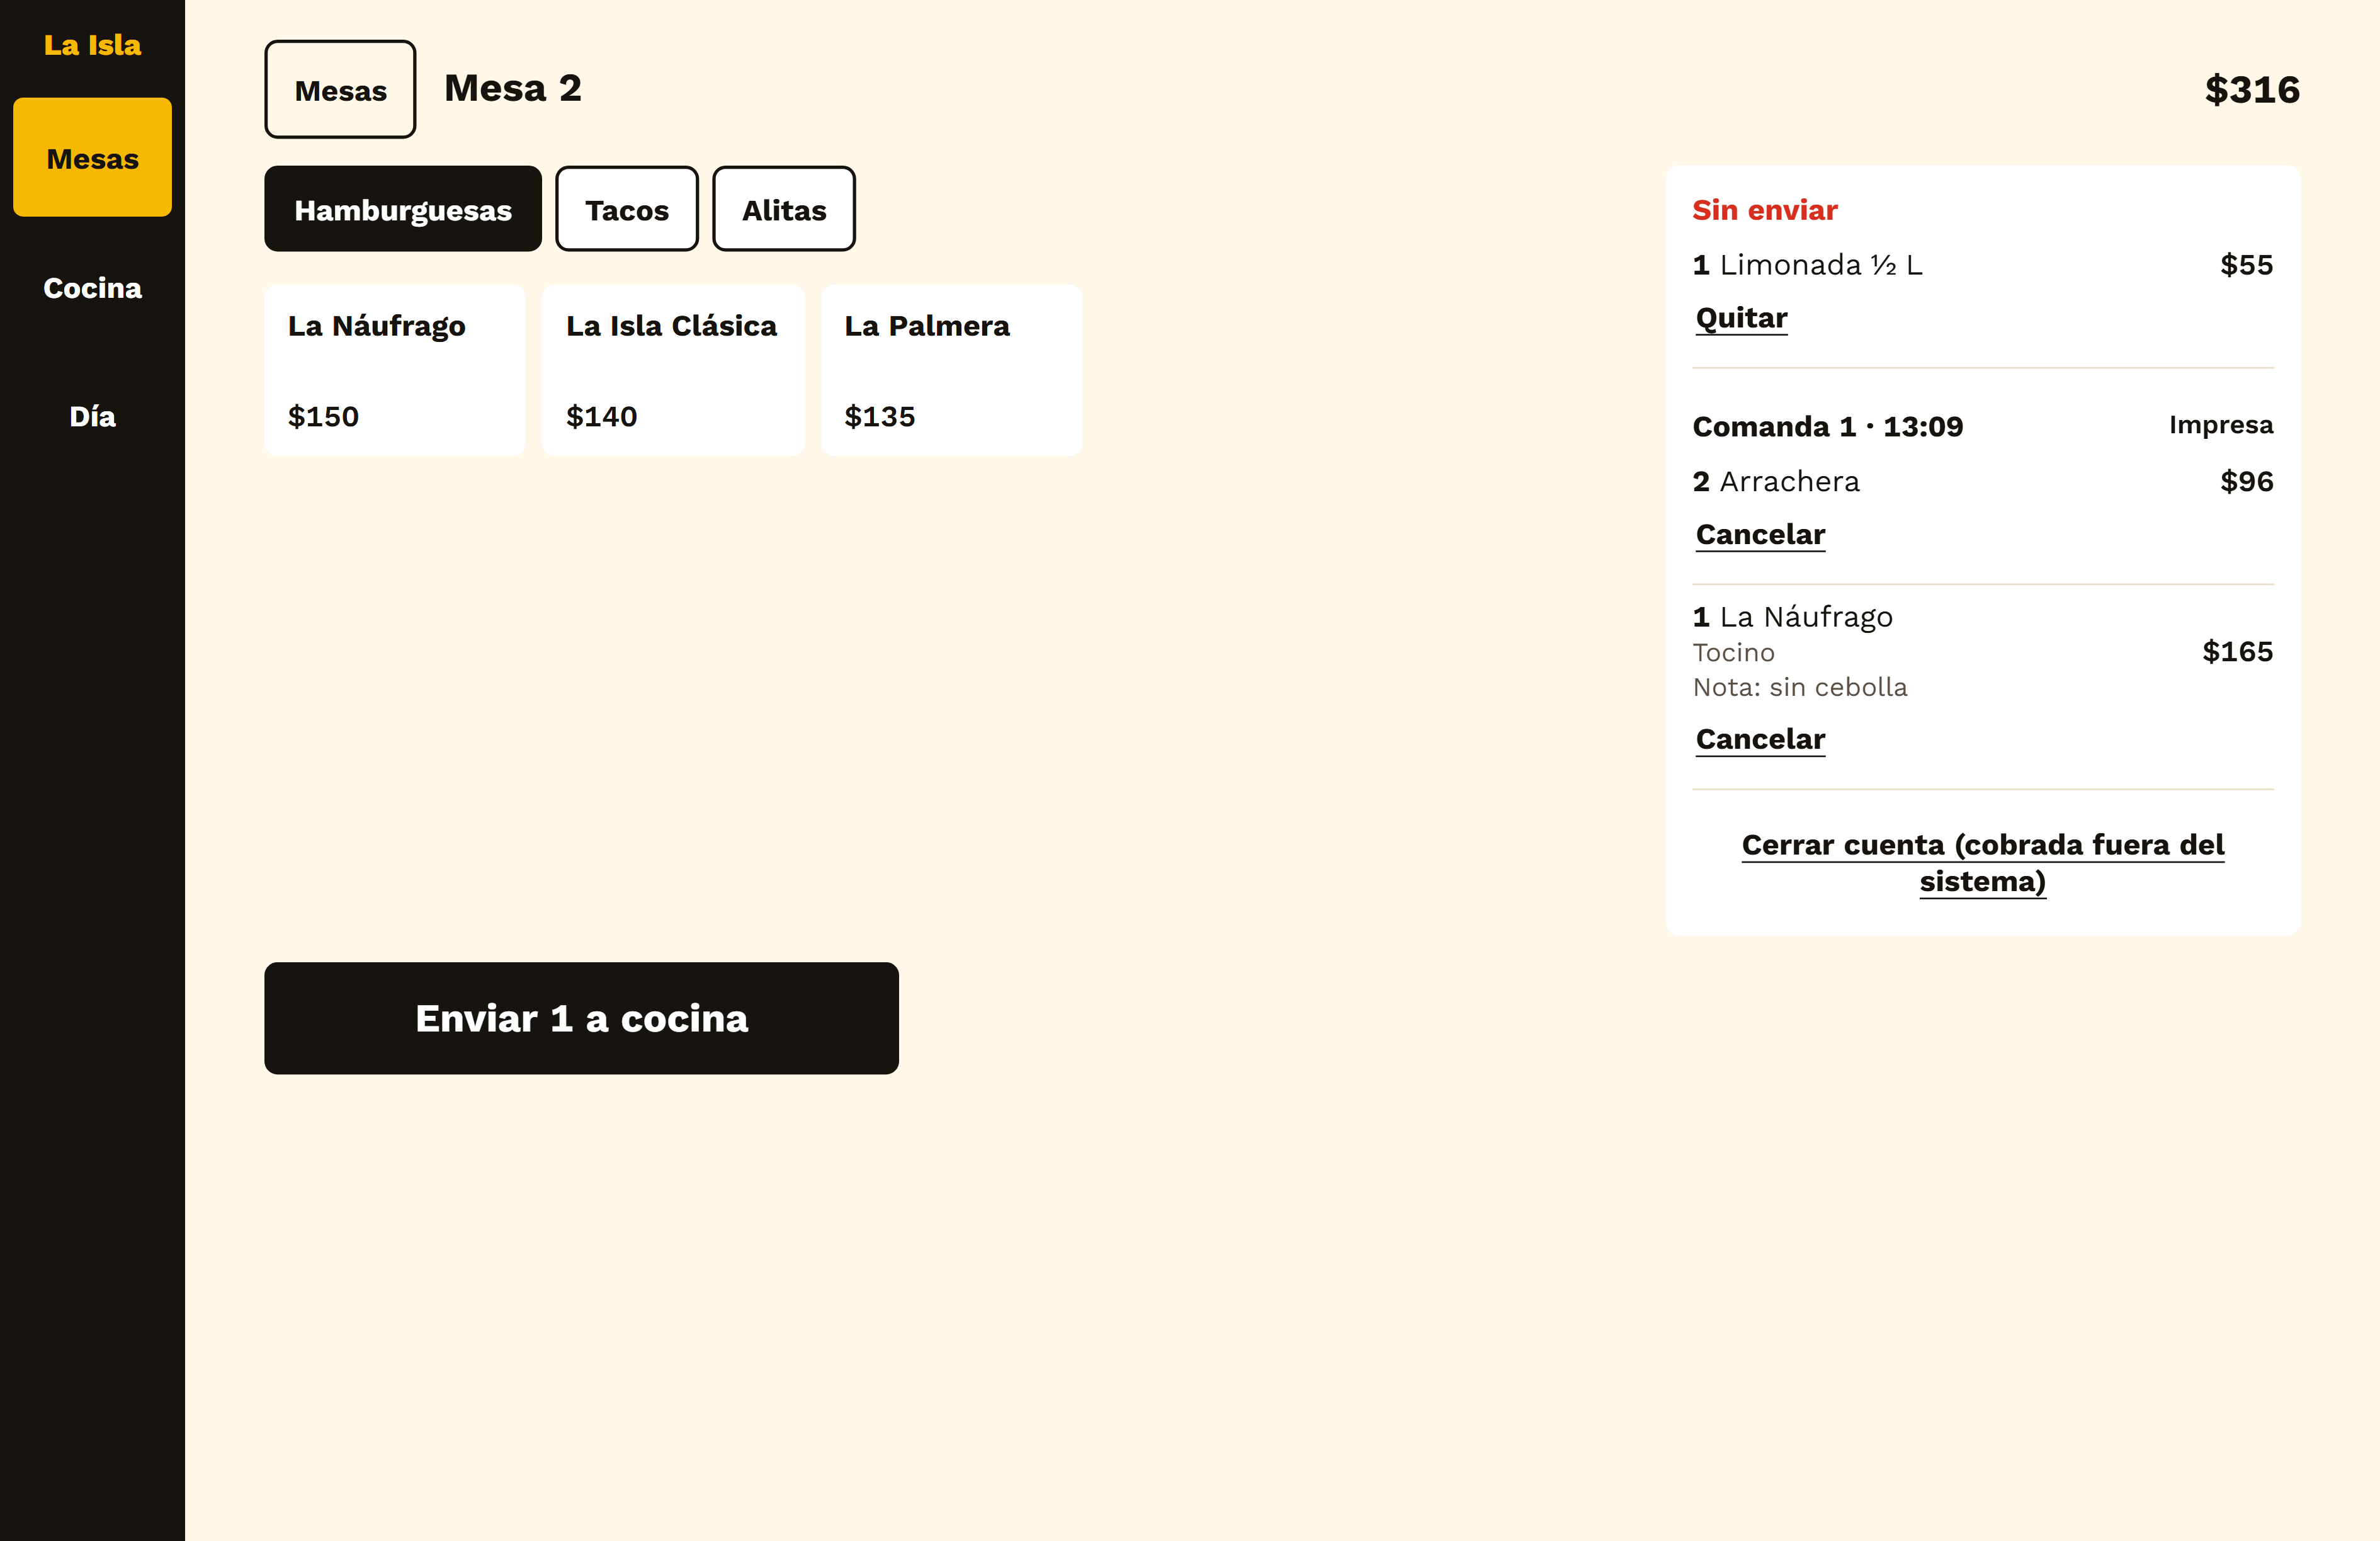 La Isla
Mesas
Cocina
Día
Mesas
Mesa 2
$316
Hamburguesas
Tacos
Alitas
La Náufrago
$150
La Isla Clásica
$140
La Palmera
$135
Enviar 1 a cocina
Sin enviar
1 Limonada ½ L $55
Quitar
Comanda 1 · 13:09 Impresa
2 Arrachera $96
Cancelar
1 La Náufrago
Tocino $165
Nota: sin cebolla
Cancelar
Cerrar cuenta (cobrada fuera del
sistema)